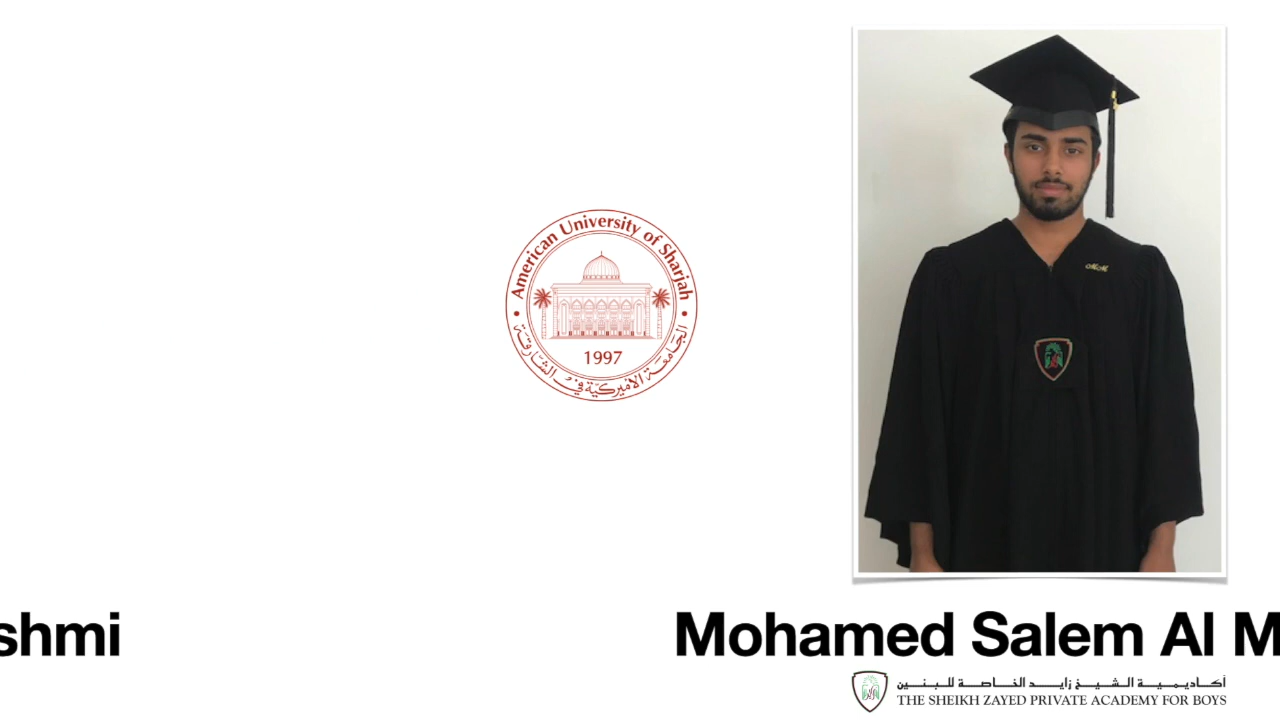 American University of Sharjah
1997
الجامعة الأميركية في الشارقة
shmi
Mohamed Salem Al M
أكاديمية الشيخ زايد الخاصة للبنين
THE SHEIKH ZAYED PRIVATE ACADEMY FOR BOYS